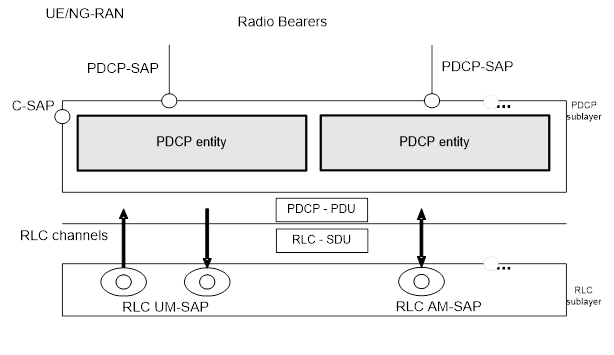 UE/NG-RAN
Radio Bearers
PDCP-SAP
PDCP-SAP
C-SAP
...
PDCP
sublayer
PDCP entity
PDCP entity
PDCP - PDU
RLC channels
RLC - SDU
...
RLC UM-SAP
RLC AM-SAP
RLC
sublayer